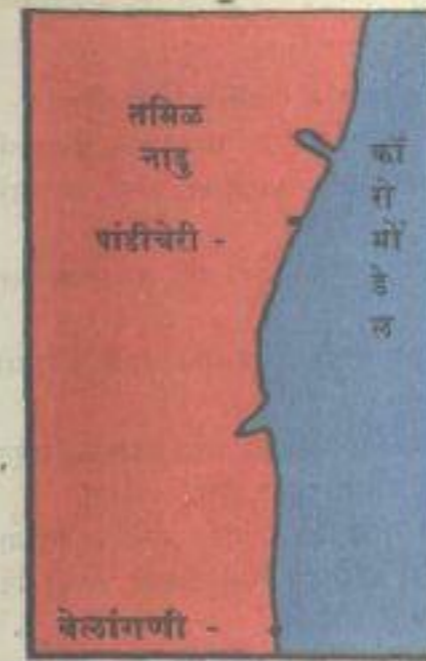 तमिळ
नाडु
पांडीचेरी -
वेलांगणी -
कॉ
रो
मों
डे
ल